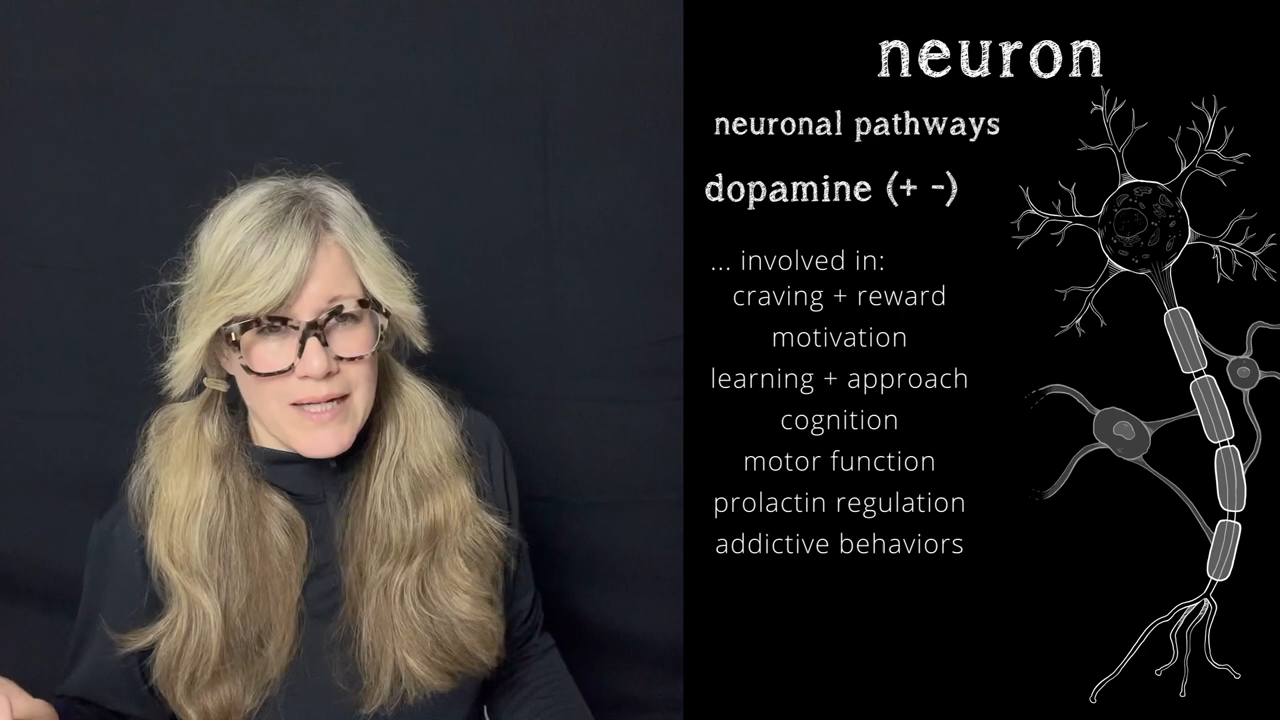 neuron
neuronal pathways
dopamine (+ -)
... involved in:
craving + reward
motivation
learning + approach
cognition
motor function
prolactin regulation
addictive behaviors